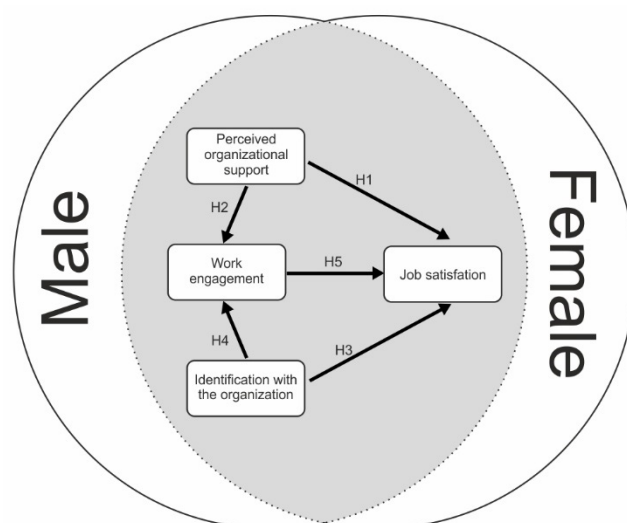 Male
Female
Perceived
organizational
support
H1
H2
Work
engagement
H5
Job satisfation
H4
H3
Identification with
the organization